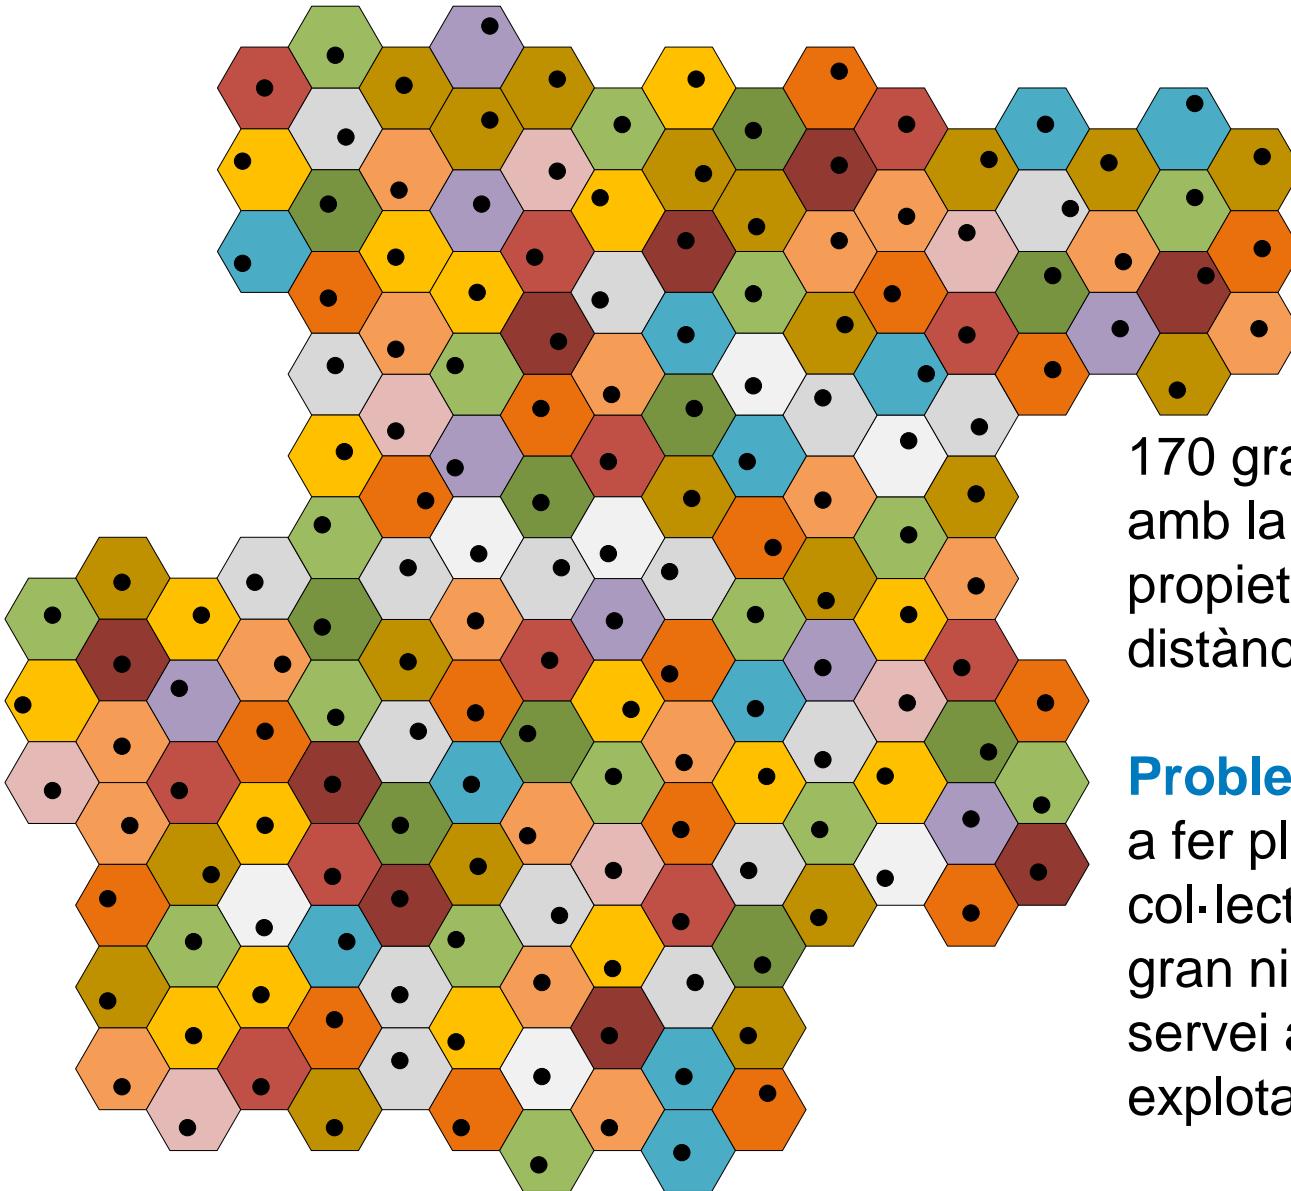 170 gra
amb la
propiet
distànc
Proble
a fer pl
col·lect
gran ni
servei a
explota